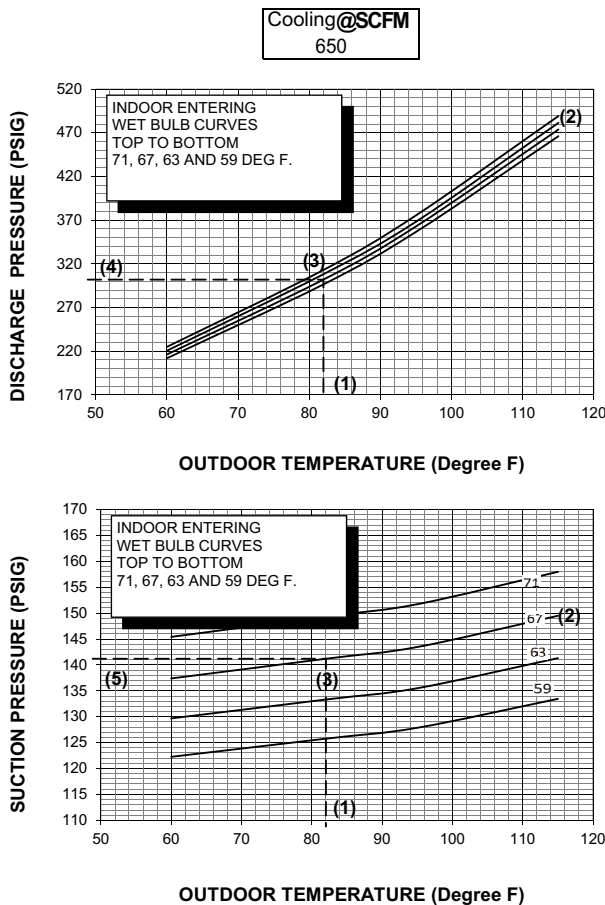 Cooling@SCFM
650
DISCHARGE PRESSURE (PSIG)
520
470
420
370
320
270
220
170
INDOOR ENTERING
WET BULB CURVES
TOP TO BOTTOM
71, 67, 63 AND 59 DEG F.
(2)
(3)
(4)
(1)
50 60 70 80 90 100 110 120
OUTDOOR TEMPERATURE (Degree F)
SUCTION PRESSURE (PSIG)
170
165
160
155
150
145
140
135
130
125
120
115
110
INDOOR ENTERING
WET BULB CURVES
TOP TO BOTTOM
71, 67, 63 AND 59 DEG F.
71
67 (2)
63
59
(5)
(3)
(1)
50 60 70 80 90 100 110 120
OUTDOOR TEMPERATURE (Degree F)